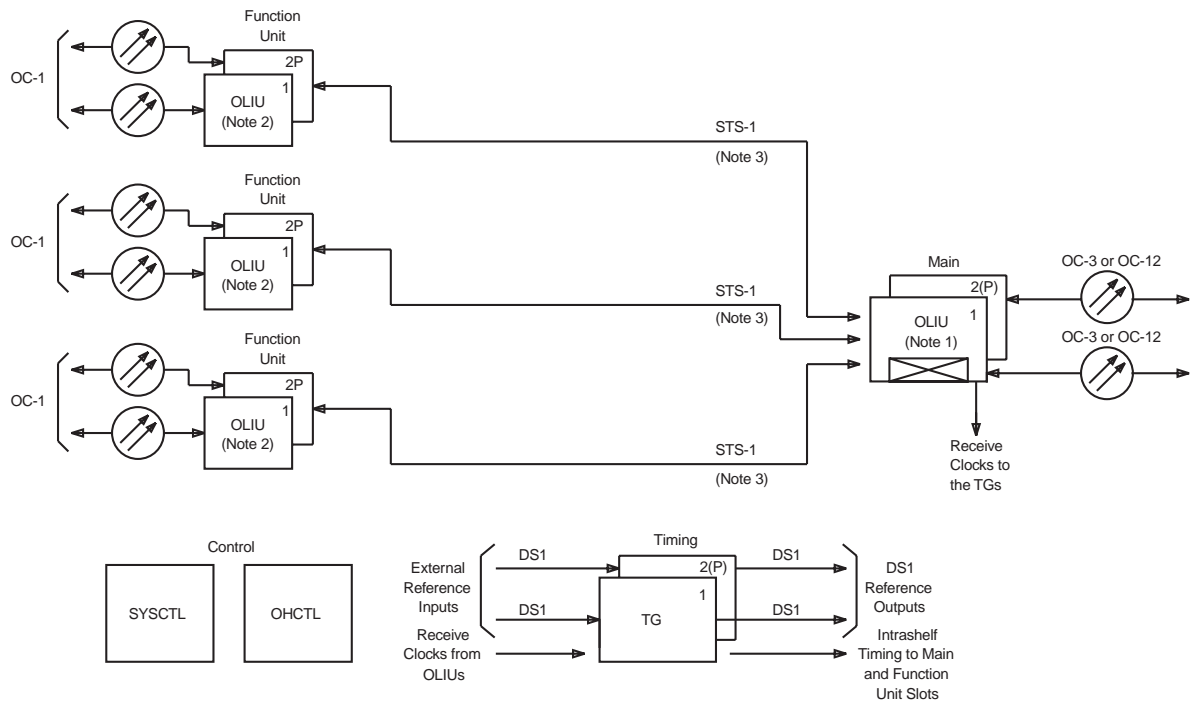 Function
Unit
2P
1
OLIU
(Note 2)
OC-1
STS-1
(Note 3)
Function
Unit
2P
1
OLIU
(Note 2)
OC-1
STS-1
(Note 3)
Function
Unit
2P
1
OLIU
(Note 2)
OC-1
STS-1
(Note 3)
Main
2(P)
1
OLIU
(Note 1)
OC-3 or OC-12
OC-3 or OC-12
Receive
Clocks to
the TGs
Control
SYSCTL
OHCTL
Timing
External
Reference
Inputs
DS1
DS1
Receive
Clocks from
OLIUs
2(P)
1
TG
DS1
DS1
DS1
Reference
Outputs
Intrashelf
Timing to Main
and Function
Unit Slots